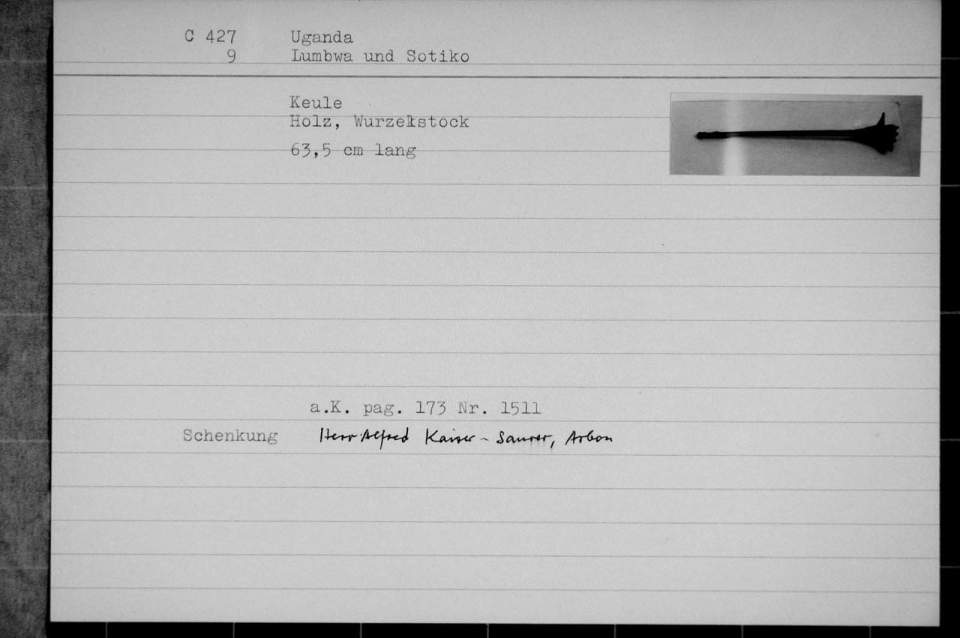 C 427 Uganda
9 Lumbwa und Sotiko
Keule
Holz, Wurzelstock
63,5 cm lang
a.K. pag. 173 Nr. 1511
Schenkung Herr Alfred Kaiser-Saurer, Arbon